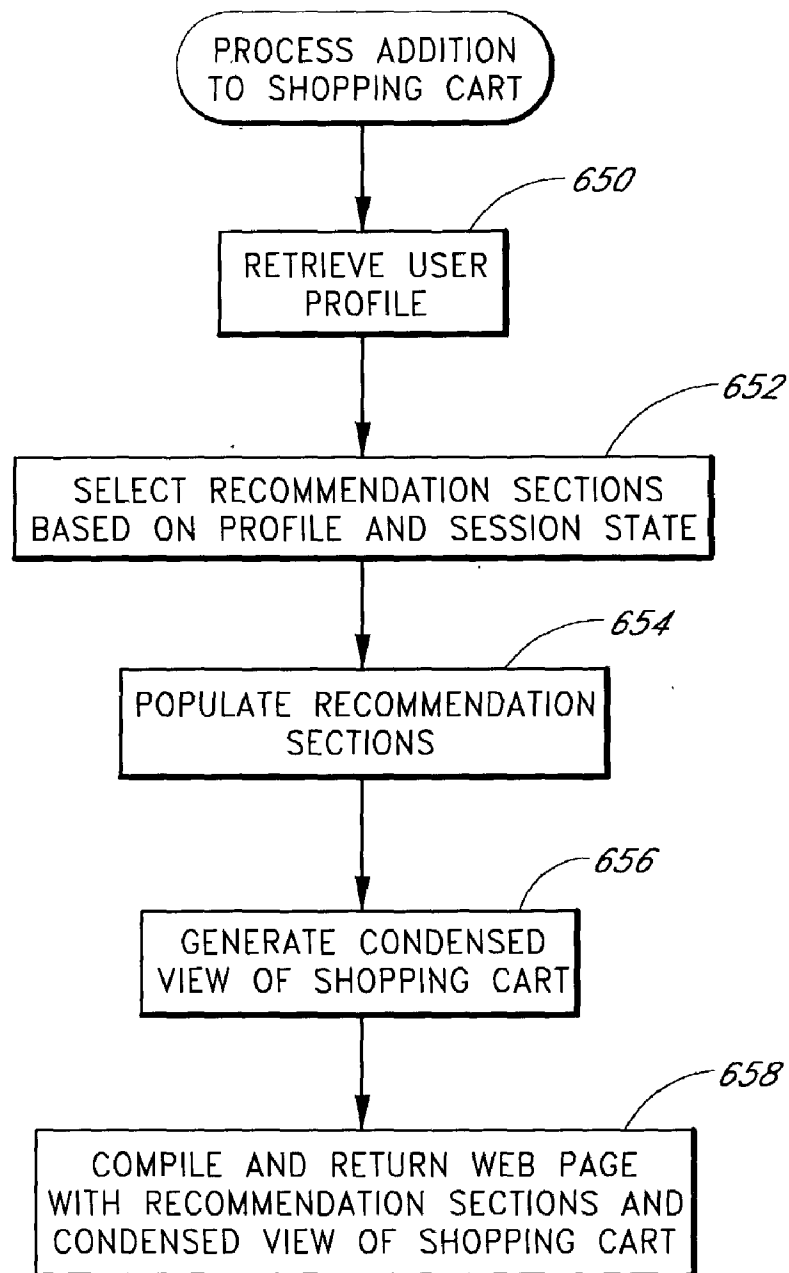 PROCESS ADDITION
TO SHOPPING CART
650
RETRIEVE USER
PROFILE
652
SELECT RECOMMENDATION SECTIONS
BASED ON PROFILE AND SESSION STATE
654
POPULATE RECOMMENDATION
SECTIONS
656
GENERATE CONDENSED
VIEW OF SHOPPING CART
658
COMPILE AND RETURN WEB PAGE
WITH RECOMMENDATION SECTIONS AND
CONDENSED VIEW OF SHOPPING CART